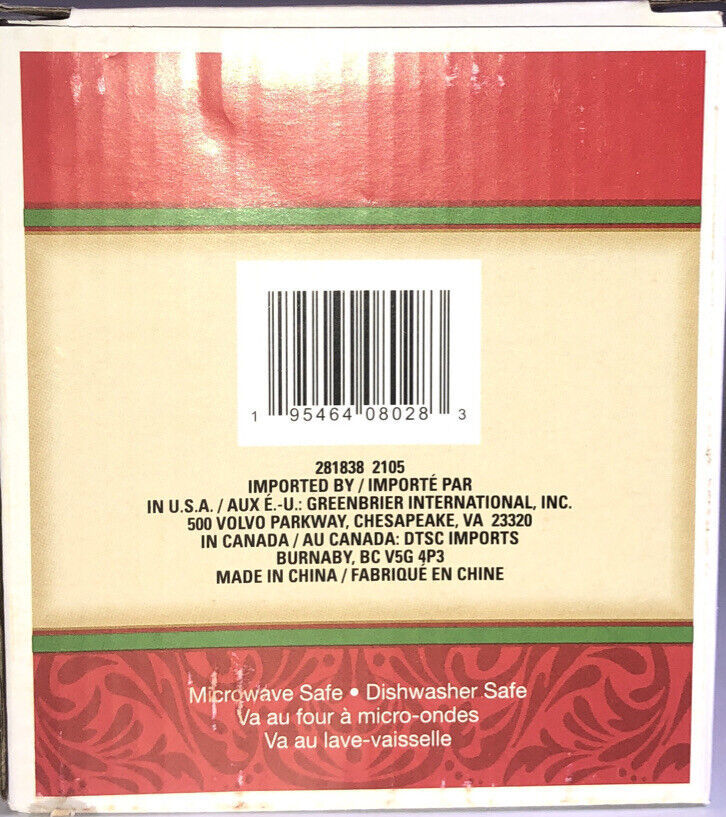 1 95464 08028 3
281838 2105
IMPORTED BY / IMPORTÉ PAR
IN U.S.A. / AUX É.-U.: GREENBRIER INTERNATIONAL, INC.
500 VOLVO PARKWAY, CHESAPEAKE, VA 23320
IN CANADA / AU CANADA: DTSC IMPORTS
BURNABY, BC V5G 4P3
MADE IN CHINA / FABRIQUÉ EN CHINE
Microwave Safe • Dishwasher Safe
Va au four à micro-ondes
Va au lave-vaisselle